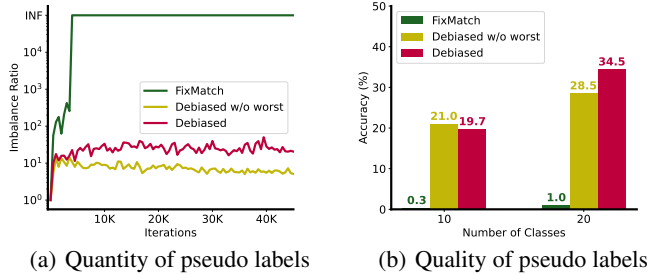 INF
10^4
10^3
10^2
10^1
10^0
Imbalance Ratio
FixMatch
Debiased w/o worst
Debiased
10K 20K 30K 40K
Iterations
(a) Quantity of pseudo labels
50
40
30
20
10
0
Accuracy (%)
FixMatch
Debiased w/o worst
Debiased
0.3
21.0
19.7
1.0
28.5
34.5
10 20
Number of Classes
(b) Quality of pseudo labels